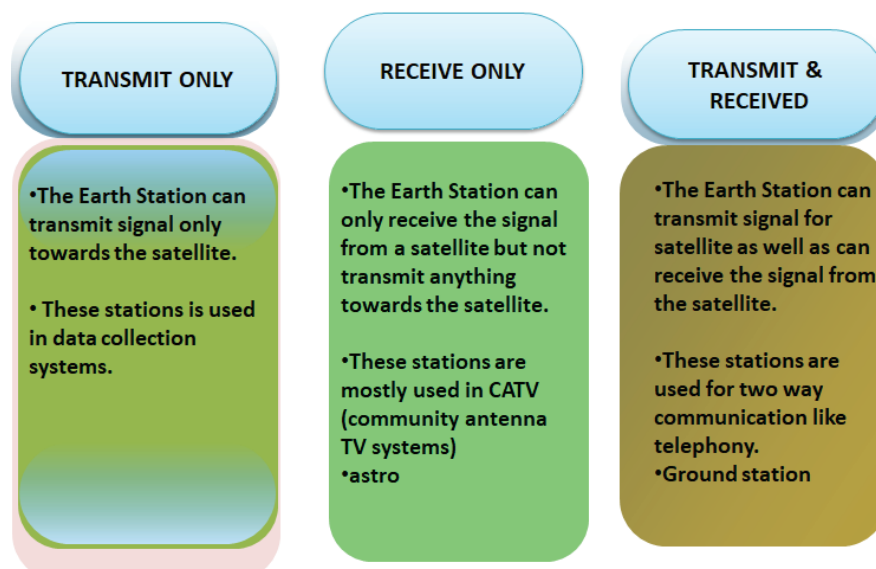 TRANSMIT ONLY
•The Earth Station can
transmit signal only
towards the satellite.
• These stations is used
in data collection
systems.
RECEIVE ONLY
•The Earth Station can
only receive the signal
from a satellite but not
transmit anything
towards the satellite.
•These stations are
mostly used in CATV
(community antenna
TV systems)
•astro
TRANSMIT &
RECEIVED
•The Earth Station can
transmit signal for
satellite as well as can
receive the signal from
the satellite.
•These stations are
used for two way
communication like
telephony.
•Ground station